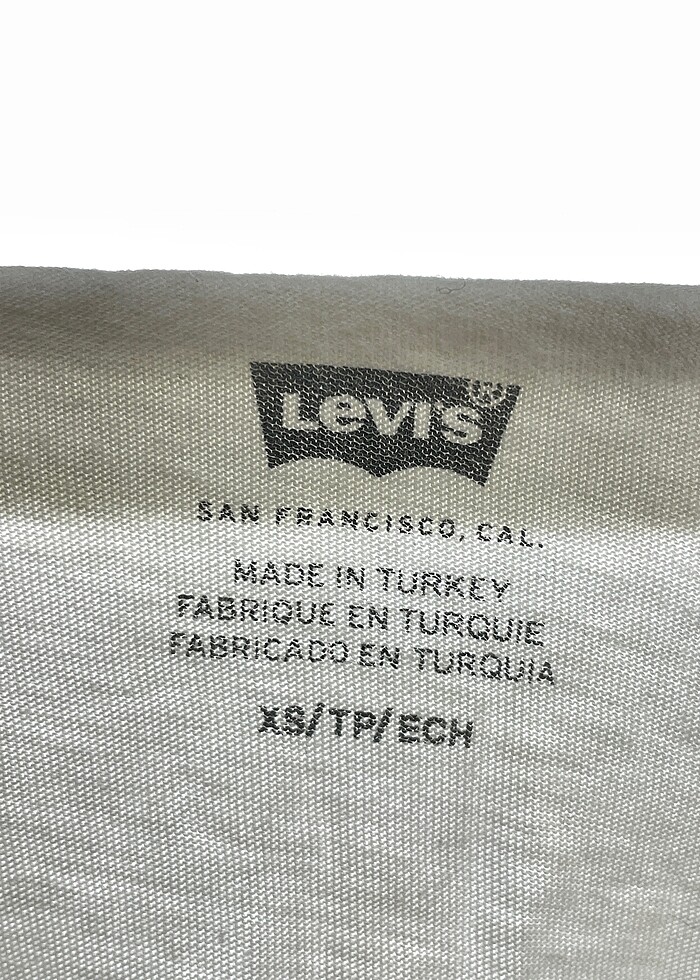 Levi's®
SAN FRANCISCO, CAL.
MADE IN TURKEY
FABRIQUE EN TURQUIE
FABRICADO EN TURQUIA
XS/TP/ECH